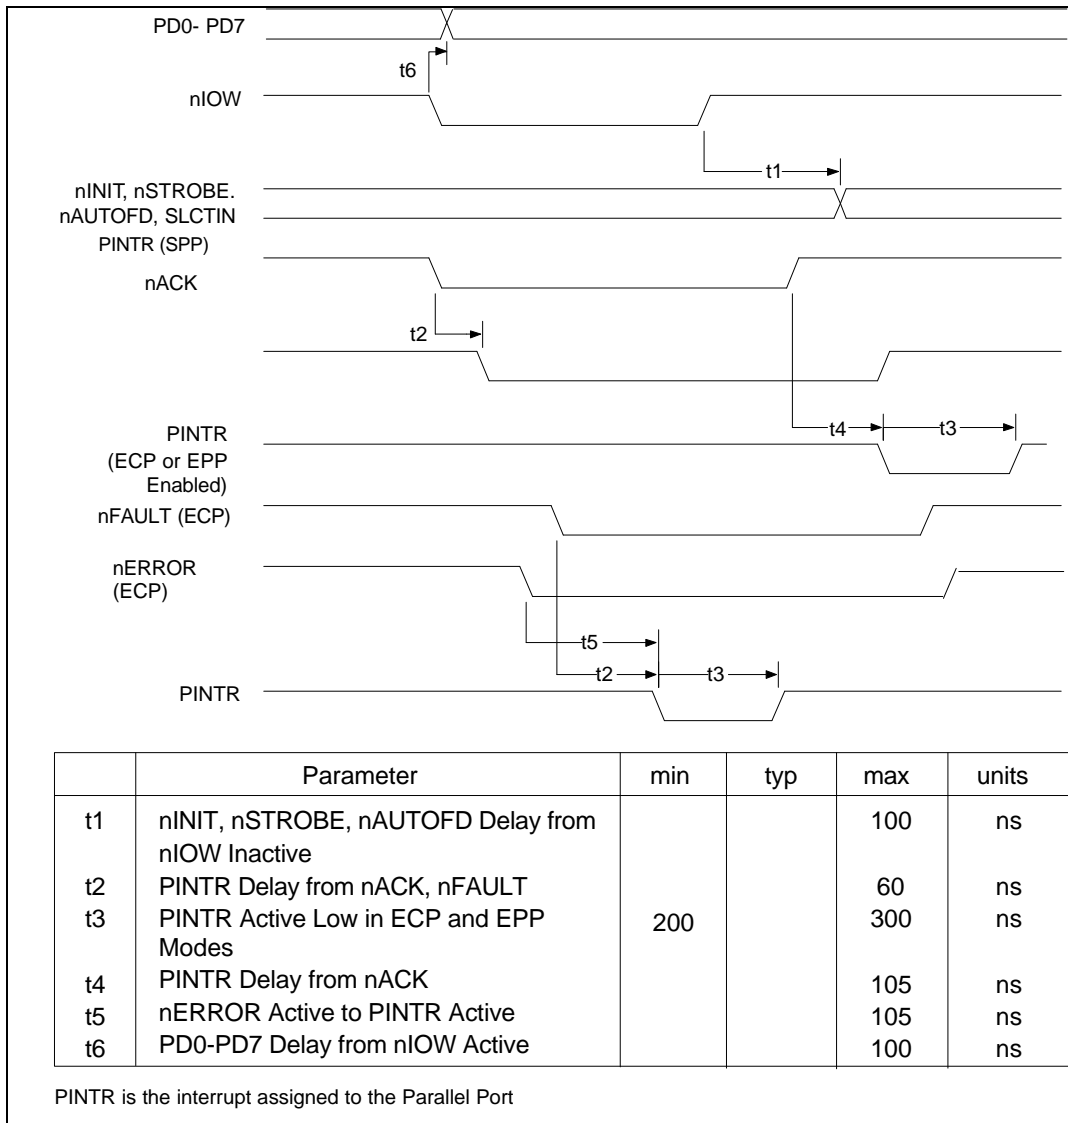 PD0- PD7
t6
nIOW
t1
nINIT, nSTROBE.
nAUTOFD, SLCTIN
PINTR (SPP)
nACK
t2
PINTR
(ECP or EPP
Enabled)
t4
t3
nFAULT (ECP)
nERROR
(ECP)
t5
t2
t3
PINTR
Parameter min typ max units
t1 nINIT, nSTROBE, nAUTOFD Delay from 100 ns
nIOW Inactive
t2 PINTR Delay from nACK, nFAULT 60 ns
t3 PINTR Active Low in ECP and EPP 200 300 ns
Modes
t4 PINTR Delay from nACK 105 ns
t5 nERROR Active to PINTR Active 105 ns
t6 PD0-PD7 Delay from nIOW Active 100 ns
PINTR is the interrupt assigned to the Parallel Port